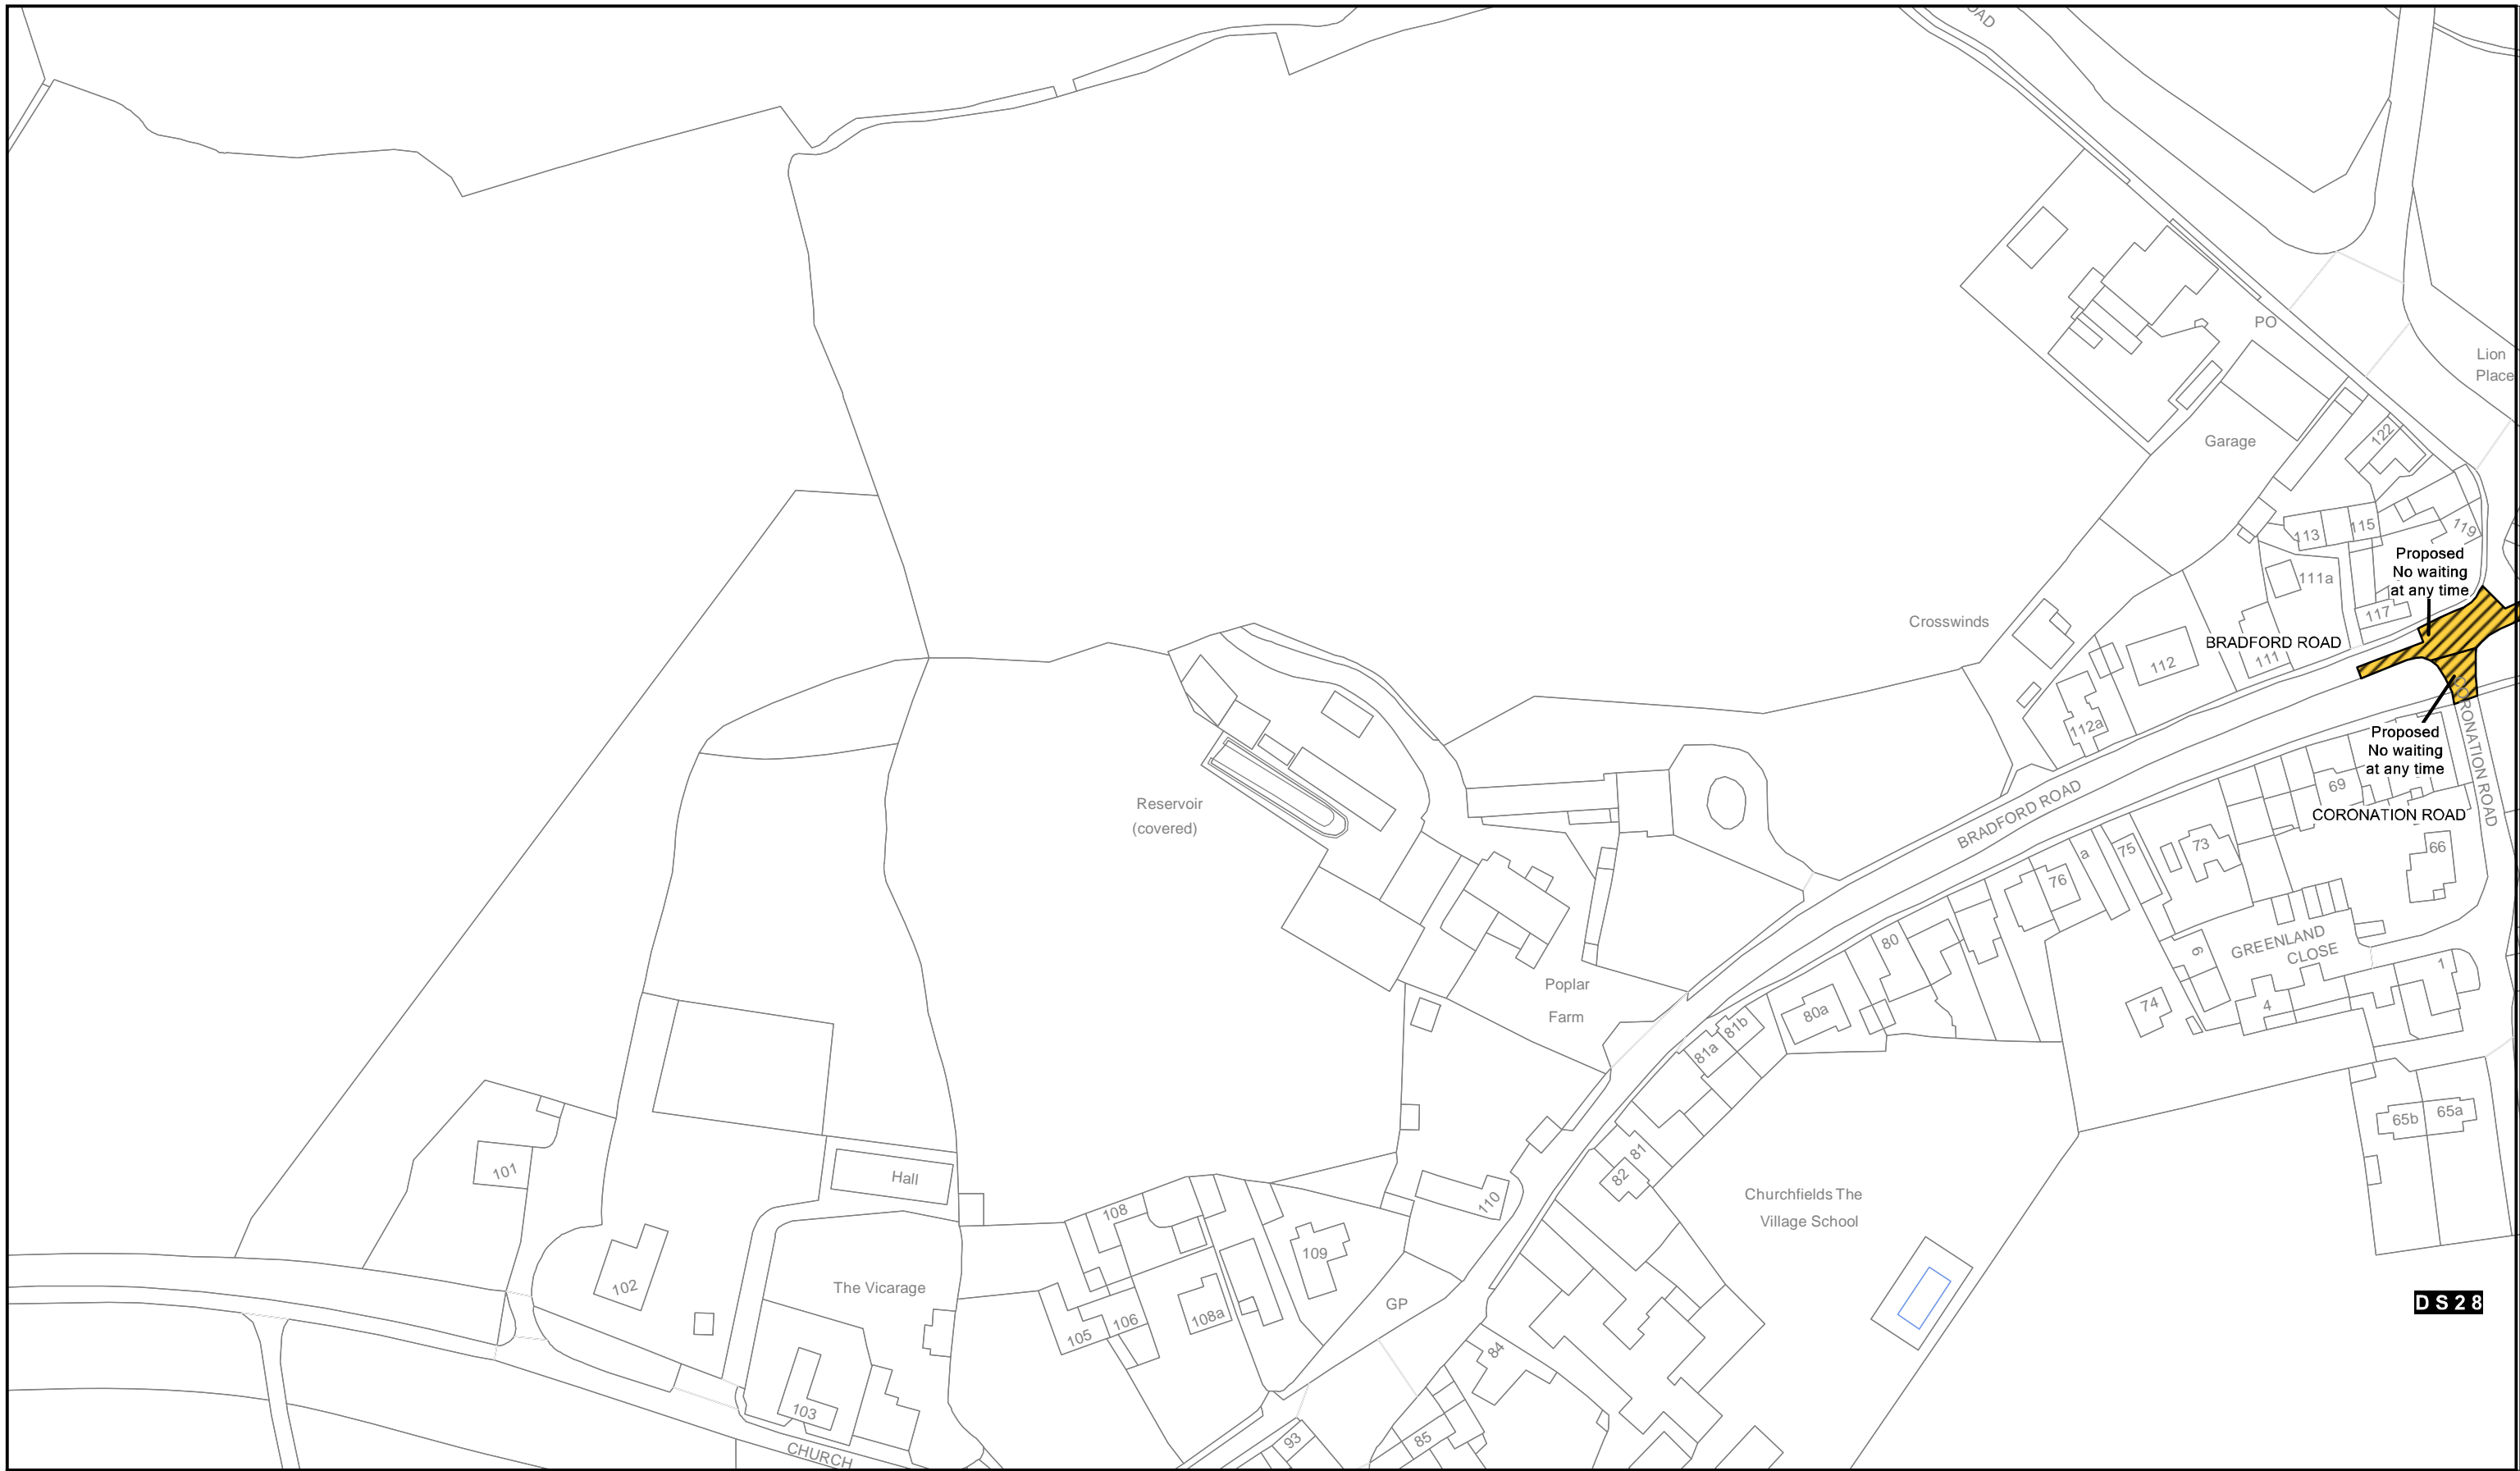 OAD
PO
Lion
Place
Garage
122
113
115
119
Proposed
No waiting
at any time
111a
117
Crosswinds
BRADFORD ROAD
112
111
112a
Proposed
No waiting
at any time
CORONATION ROAD
69
CORONATION ROAD
BRADFORD ROAD
Reservoir
(covered)
66
73
75
a
76
80
GREENLAND
CLOSE
6
1
4
74
Poplar
Farm
80a
81b
81a
65b
65a
81
82
101
Hall
108
110
Churchfields The
Village School
109
102
The Vicarage
GP
108a
106
105
DS28
84
103
93
85
CHURCH